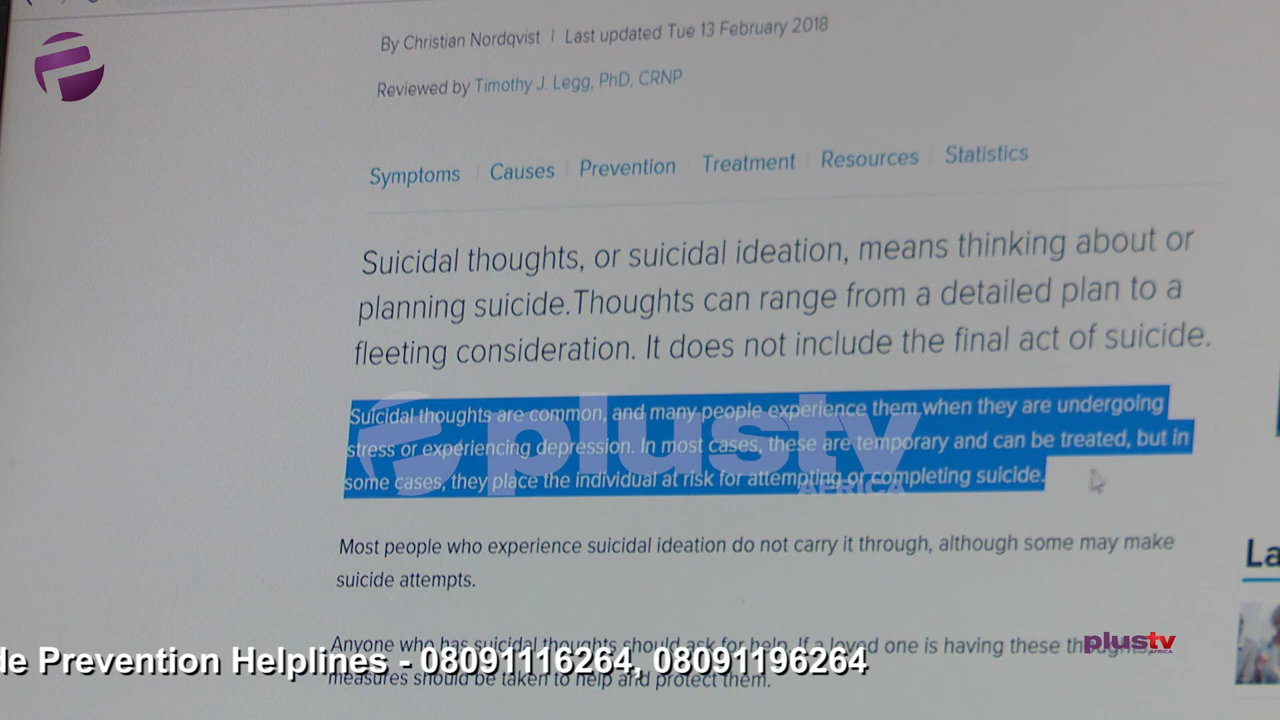 By Christian Nordqvist | Last updated Tue 13 February 2018
Reviewed by Timothy J. Legg, PhD, CRNP
Symptoms | Causes | Prevention | Treatment | Resources | Statistics
Suicidal thoughts, or suicidal ideation, means thinking about or
planning suicide.Thoughts can range from a detailed plan to a
fleeting consideration. It does not include the final act of suicide.
Suicidal thoughts are common, and many people experience them when they are undergoing
stress or experiencing depression. In most cases, these are temporary and can be treated, but in
some cases, they place the individual at risk for attempting or completing suicide.
plustv
AFRICA
Most people who experience suicidal ideation do not carry it through, although some may make
suicide attempts.
La
Anyone who has suicidal thoughts should ask for help. If a loved one is having these thoughts,
plustv
AFRICA
de Prevention Helplines - 08091116264, 08091196264
measures should be taken to help and protect them.